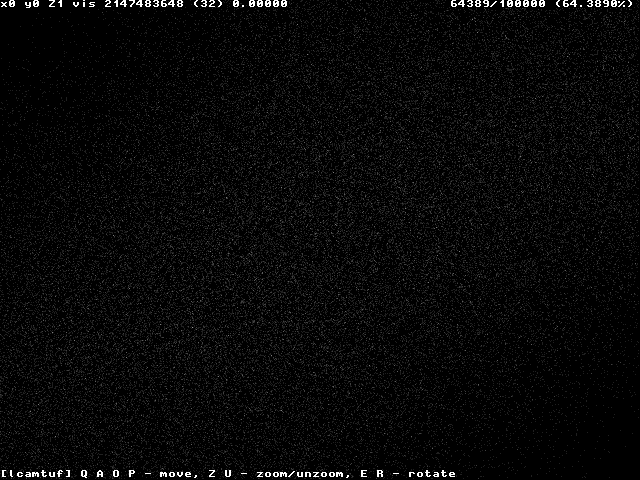 x0 y0 Z1 vis 2147483648 (32) 0.00000 64389/100000 (64.3890%)
[lcamtuf] Q A O P - move, Z U - zoom/unzoom, E R - rotate